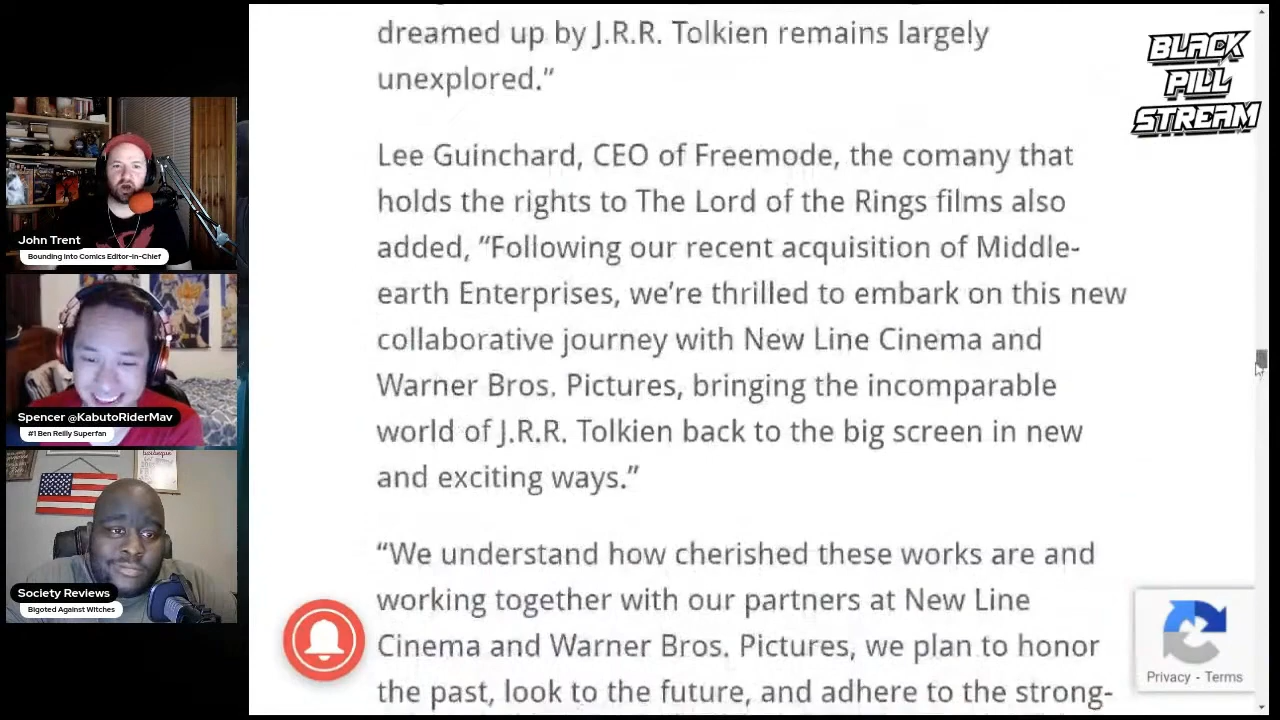 dreamed up by J.R.R. Tolkien remains largely
unexplored.”
Lee Guinchard, CEO of Freemode, the comany that
holds the rights to The Lord of the Rings films also
added, “Following our recent acquisition of Middle-
earth Enterprises, we’re thrilled to embark on this new
collaborative journey with New Line Cinema and
Warner Bros. Pictures, bringing the incomparable
world of J.R.R. Tolkien back to the big screen in new
and exciting ways.”
“We understand how cherished these works are and
working together with our partners at New Line
Cinema and Warner Bros. Pictures, we plan to honor
the past, look to the future, and adhere to the strong-
BLACK
PILL
STREAM
John Trent
Bounding Into Comics Editor-in-Chief
Spencer @KabutoRiderMav
#1 Ben Reilly Superfan
Society Reviews
Bigoted Against Witches
Privacy - Terms